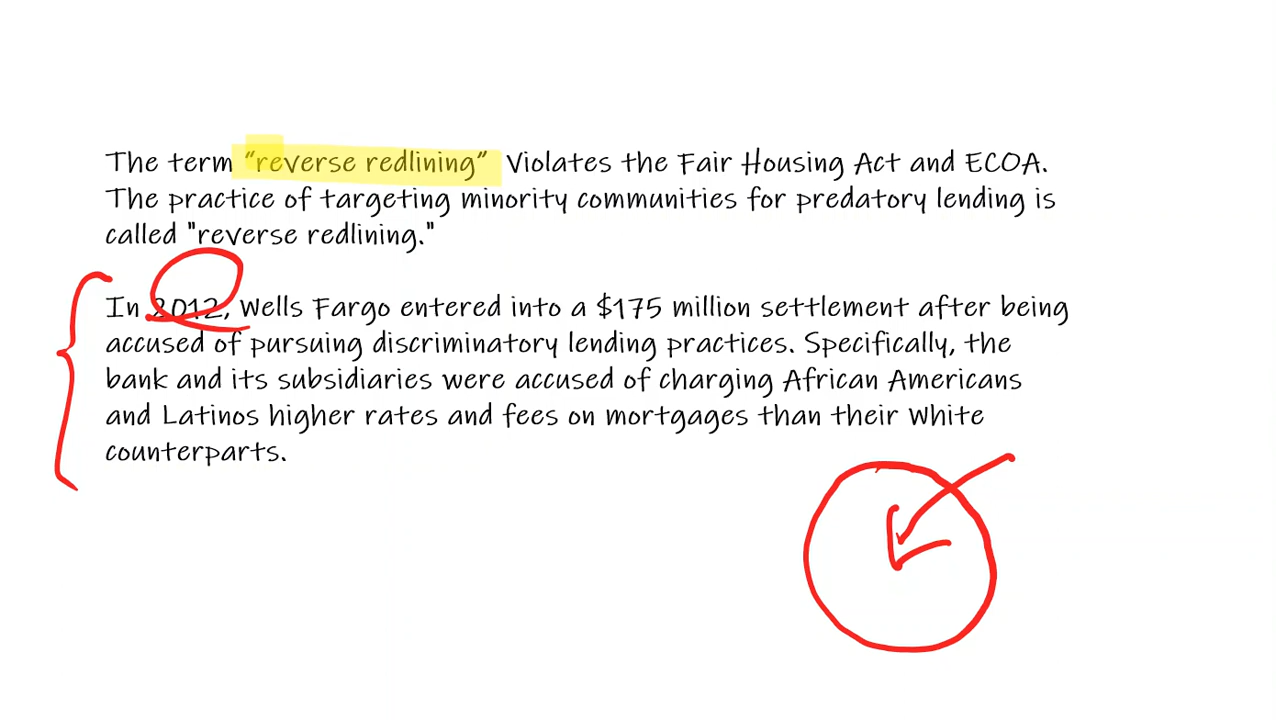 The term “reverse redlining” Violates the Fair Housing Act and ECOA.
The practice of targeting minority communities for predatory lending is
called "reverse redlining."
In 2012, Wells Fargo entered into a $175 million settlement after being
accused of pursuing discriminatory lending practices. Specifically, the
bank and its subsidiaries were accused of charging African Americans
and Latinos higher rates and fees on mortgages than their White
counterparts.